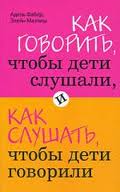 Адель Фабер, Элейн Мазлиш
КАК
ГОВОРИТЬ,
ЧТОБЫ ДЕТИ
СЛУШАЛИ,
И
КАК
СЛУШАТЬ,
ЧТОБЫ ДЕТИ
ГОВОРИЛИ